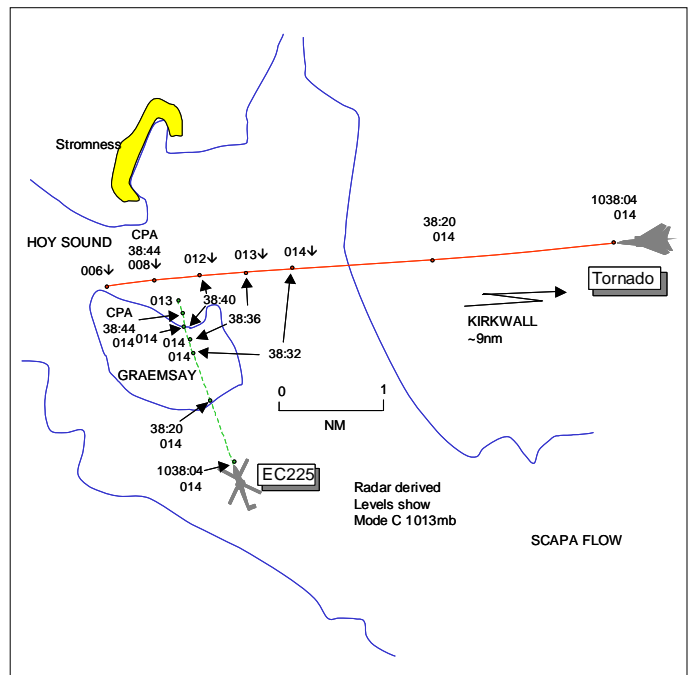 Stromness
1038:04
014
CPA
38:20
014
HOY SOUND
38:44
008↓
012↓
013↓
014↓
006↓
Tornado
013
38:40
CPA
38:36
KIRKWALL
~9nm
38:44
014
014
014
014
38:32
GRAEMSAY
0
1
NM
38:20
014
1038:04
014
EC225
Radar derived
Levels show
Mode C 1013mb
SCAPA FLOW